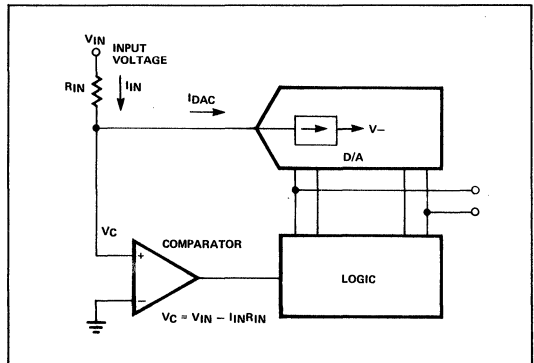 VIN
INPUT
VOLTAGE
RIN
IIN
IDAC
V–
D/A
VC
COMPARATOR
+
–
LOGIC
VC = VIN – IINRIN